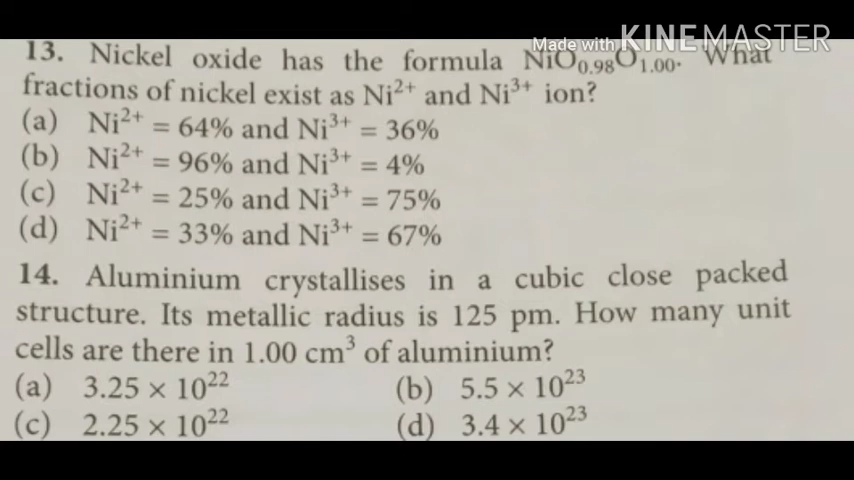 Made with KINEMASTER
13. Nickel oxide has the formula NiO₀.₉₈O₁.₀₀. What
fractions of nickel exist as Ni²⁺ and Ni³⁺ ion?
(a) Ni²⁺ = 64% and Ni³⁺ = 36%
(b) Ni²⁺ = 96% and Ni³⁺ = 4%
(c) Ni²⁺ = 25% and Ni³⁺ = 75%
(d) Ni²⁺ = 33% and Ni³⁺ = 67%
14. Aluminium crystallises in a cubic close packed
structure. Its metallic radius is 125 pm. How many unit
cells are there in 1.00 cm³ of aluminium?
(a) 3.25 × 10²² (b) 5.5 × 10²³
(c) 2.25 × 10²² (d) 3.4 × 10²³